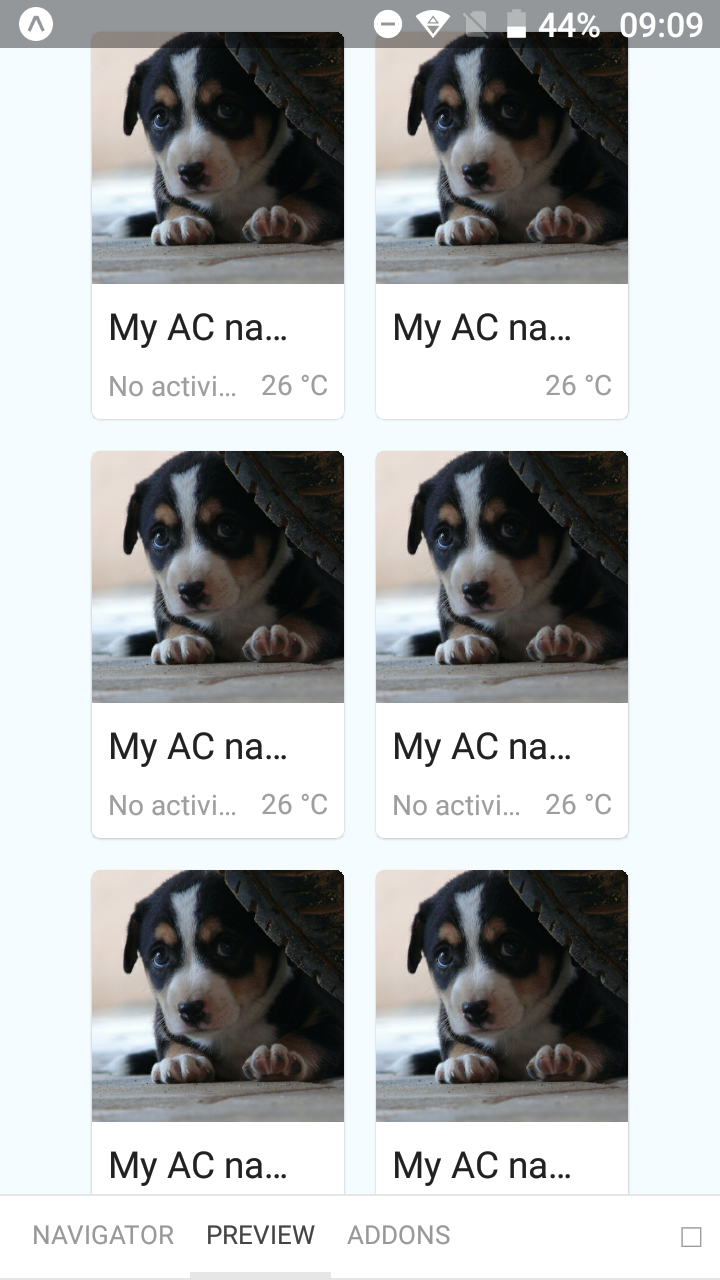 44% 09:09
My AC na... My AC na...
No activi... 26 °C 26 °C
My AC na... My AC na...
No activi... 26 °C No activi... 26 °C
My AC na... My AC na...
NAVIGATOR PREVIEW ADDONS